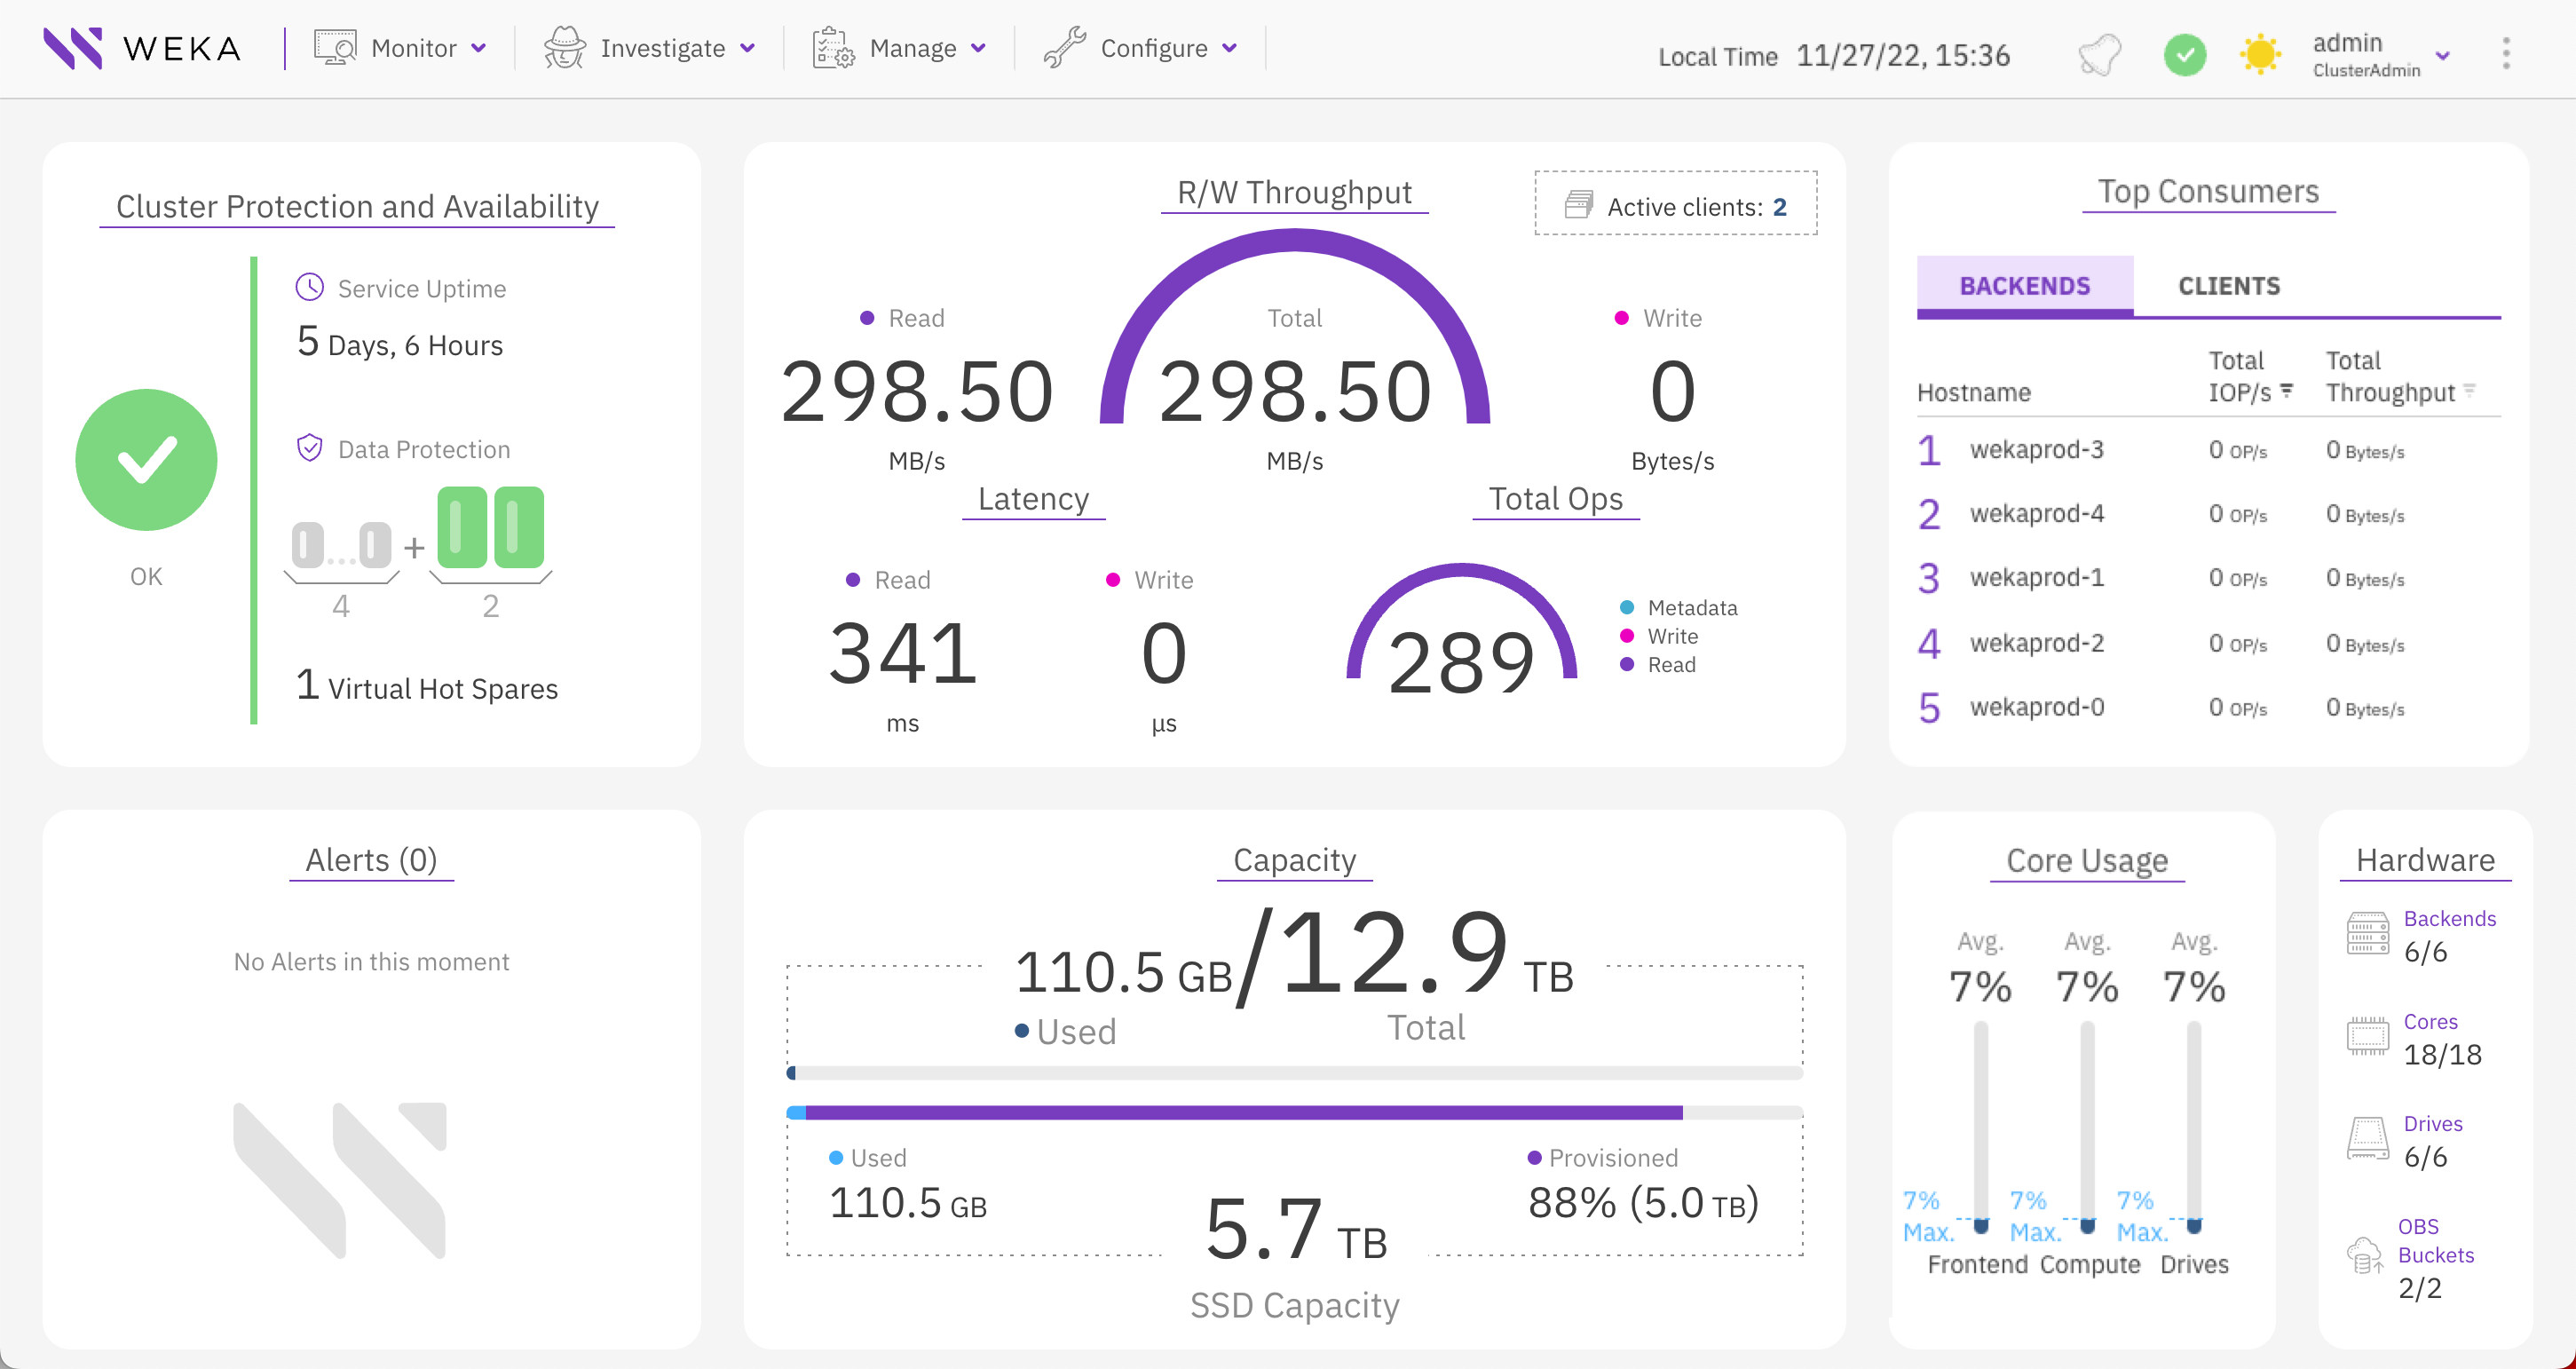 WEKA
Monitor
Investigate
Manage
Configure
Local Time 11/27/22, 15:36
admin
ClusterAdmin
Cluster Protection and Availability
Service Uptime
5 Days, 6 Hours
Data Protection
+
4 2
1 Virtual Hot Spares
OK
R/W Throughput
Active clients: 2
Read
298.50
MB/s
Total
298.50
MB/s
Write
0
Bytes/s
Latency
Read
341
ms
Write
0
µs
Total Ops
289
Metadata
Write
Read
Top Consumers
BACKENDS CLIENTS
Hostname Total IOP/s Total Throughput
1 wekaprod-3 0 OP/s 0 Bytes/s
2 wekaprod-4 0 OP/s 0 Bytes/s
3 wekaprod-1 0 OP/s 0 Bytes/s
4 wekaprod-2 0 OP/s 0 Bytes/s
5 wekaprod-0 0 OP/s 0 Bytes/s
Alerts (0)
No Alerts in this moment
Capacity
110.5 GB/12.9 TB
Used Total
Used
110.5 GB
Provisioned
88% (5.0 TB)
5.7 TB
SSD Capacity
Core Usage
Avg. Avg. Avg.
7% 7% 7%
7% 7% 7%
Max. Max. Max.
Frontend Compute Drives
Hardware
Backends
6/6
Cores
18/18
Drives
6/6
OBS
Buckets
2/2